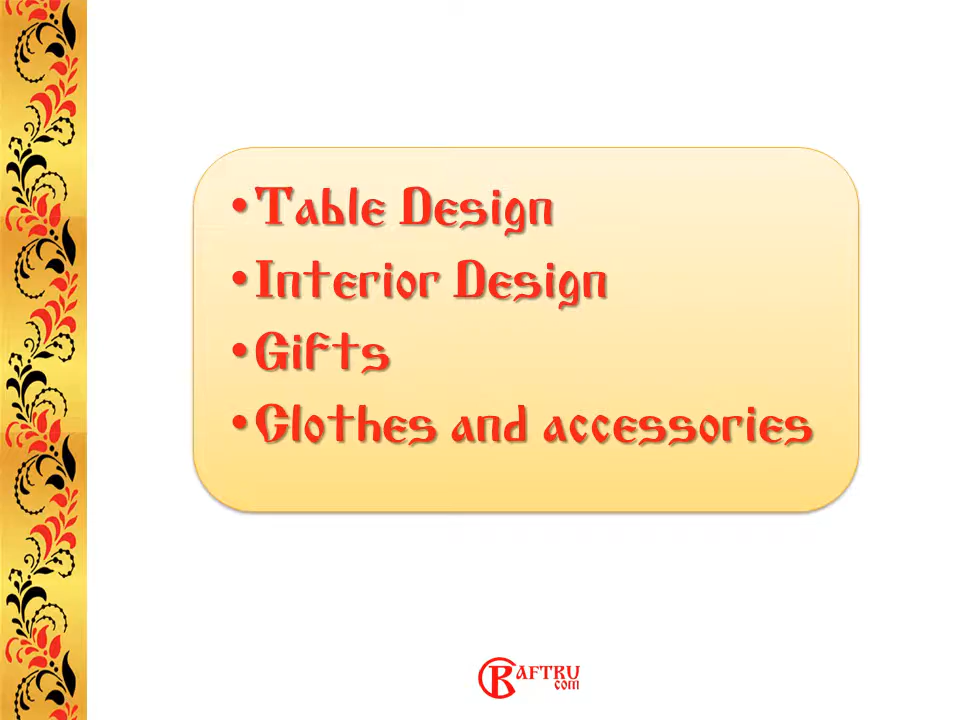 • Table Design
• Interior Design
• Gifts
• Clothes and accessories
CRAFTRU
com